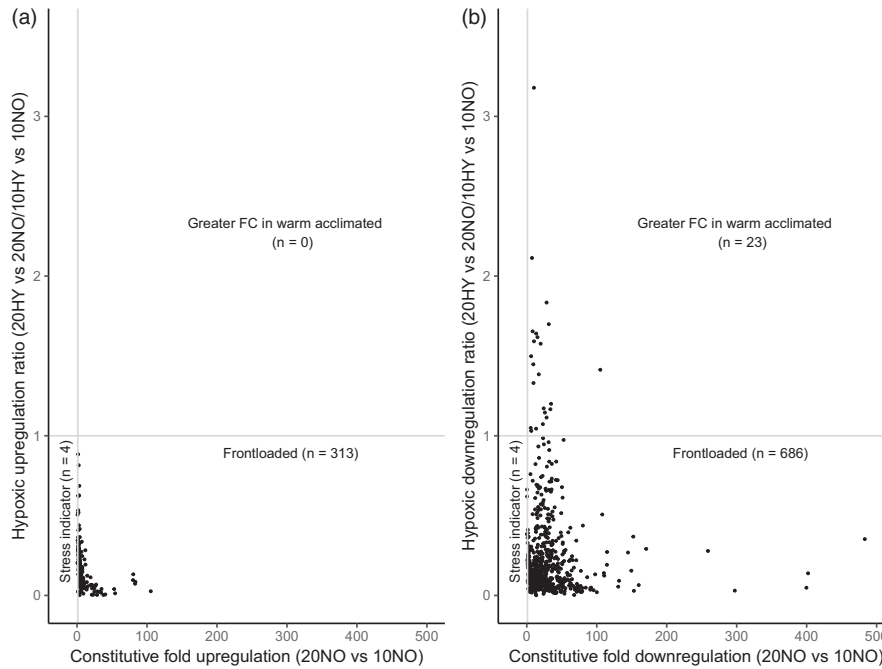 (a)
Hypoxic upregulation ratio (20HY vs 20NO/10HY vs 10NO)
3
2
1
0
Greater FC in warm acclimated
(n = 0)
Frontloaded (n = 313)
Stress indicator (n = 4)
0
100
200
300
400
500
Constitutive fold upregulation (20NO vs 10NO)
(b)
Hypoxic downregulation ratio (20HY vs 20NO/10HY vs 10NO)
3
2
1
0
Greater FC in warm acclimated
(n = 23)
Frontloaded (n = 686)
Stress indicator (n = 4)
0
100
200
300
400
500
Constitutive fold downregulation (20NO vs 10NO)